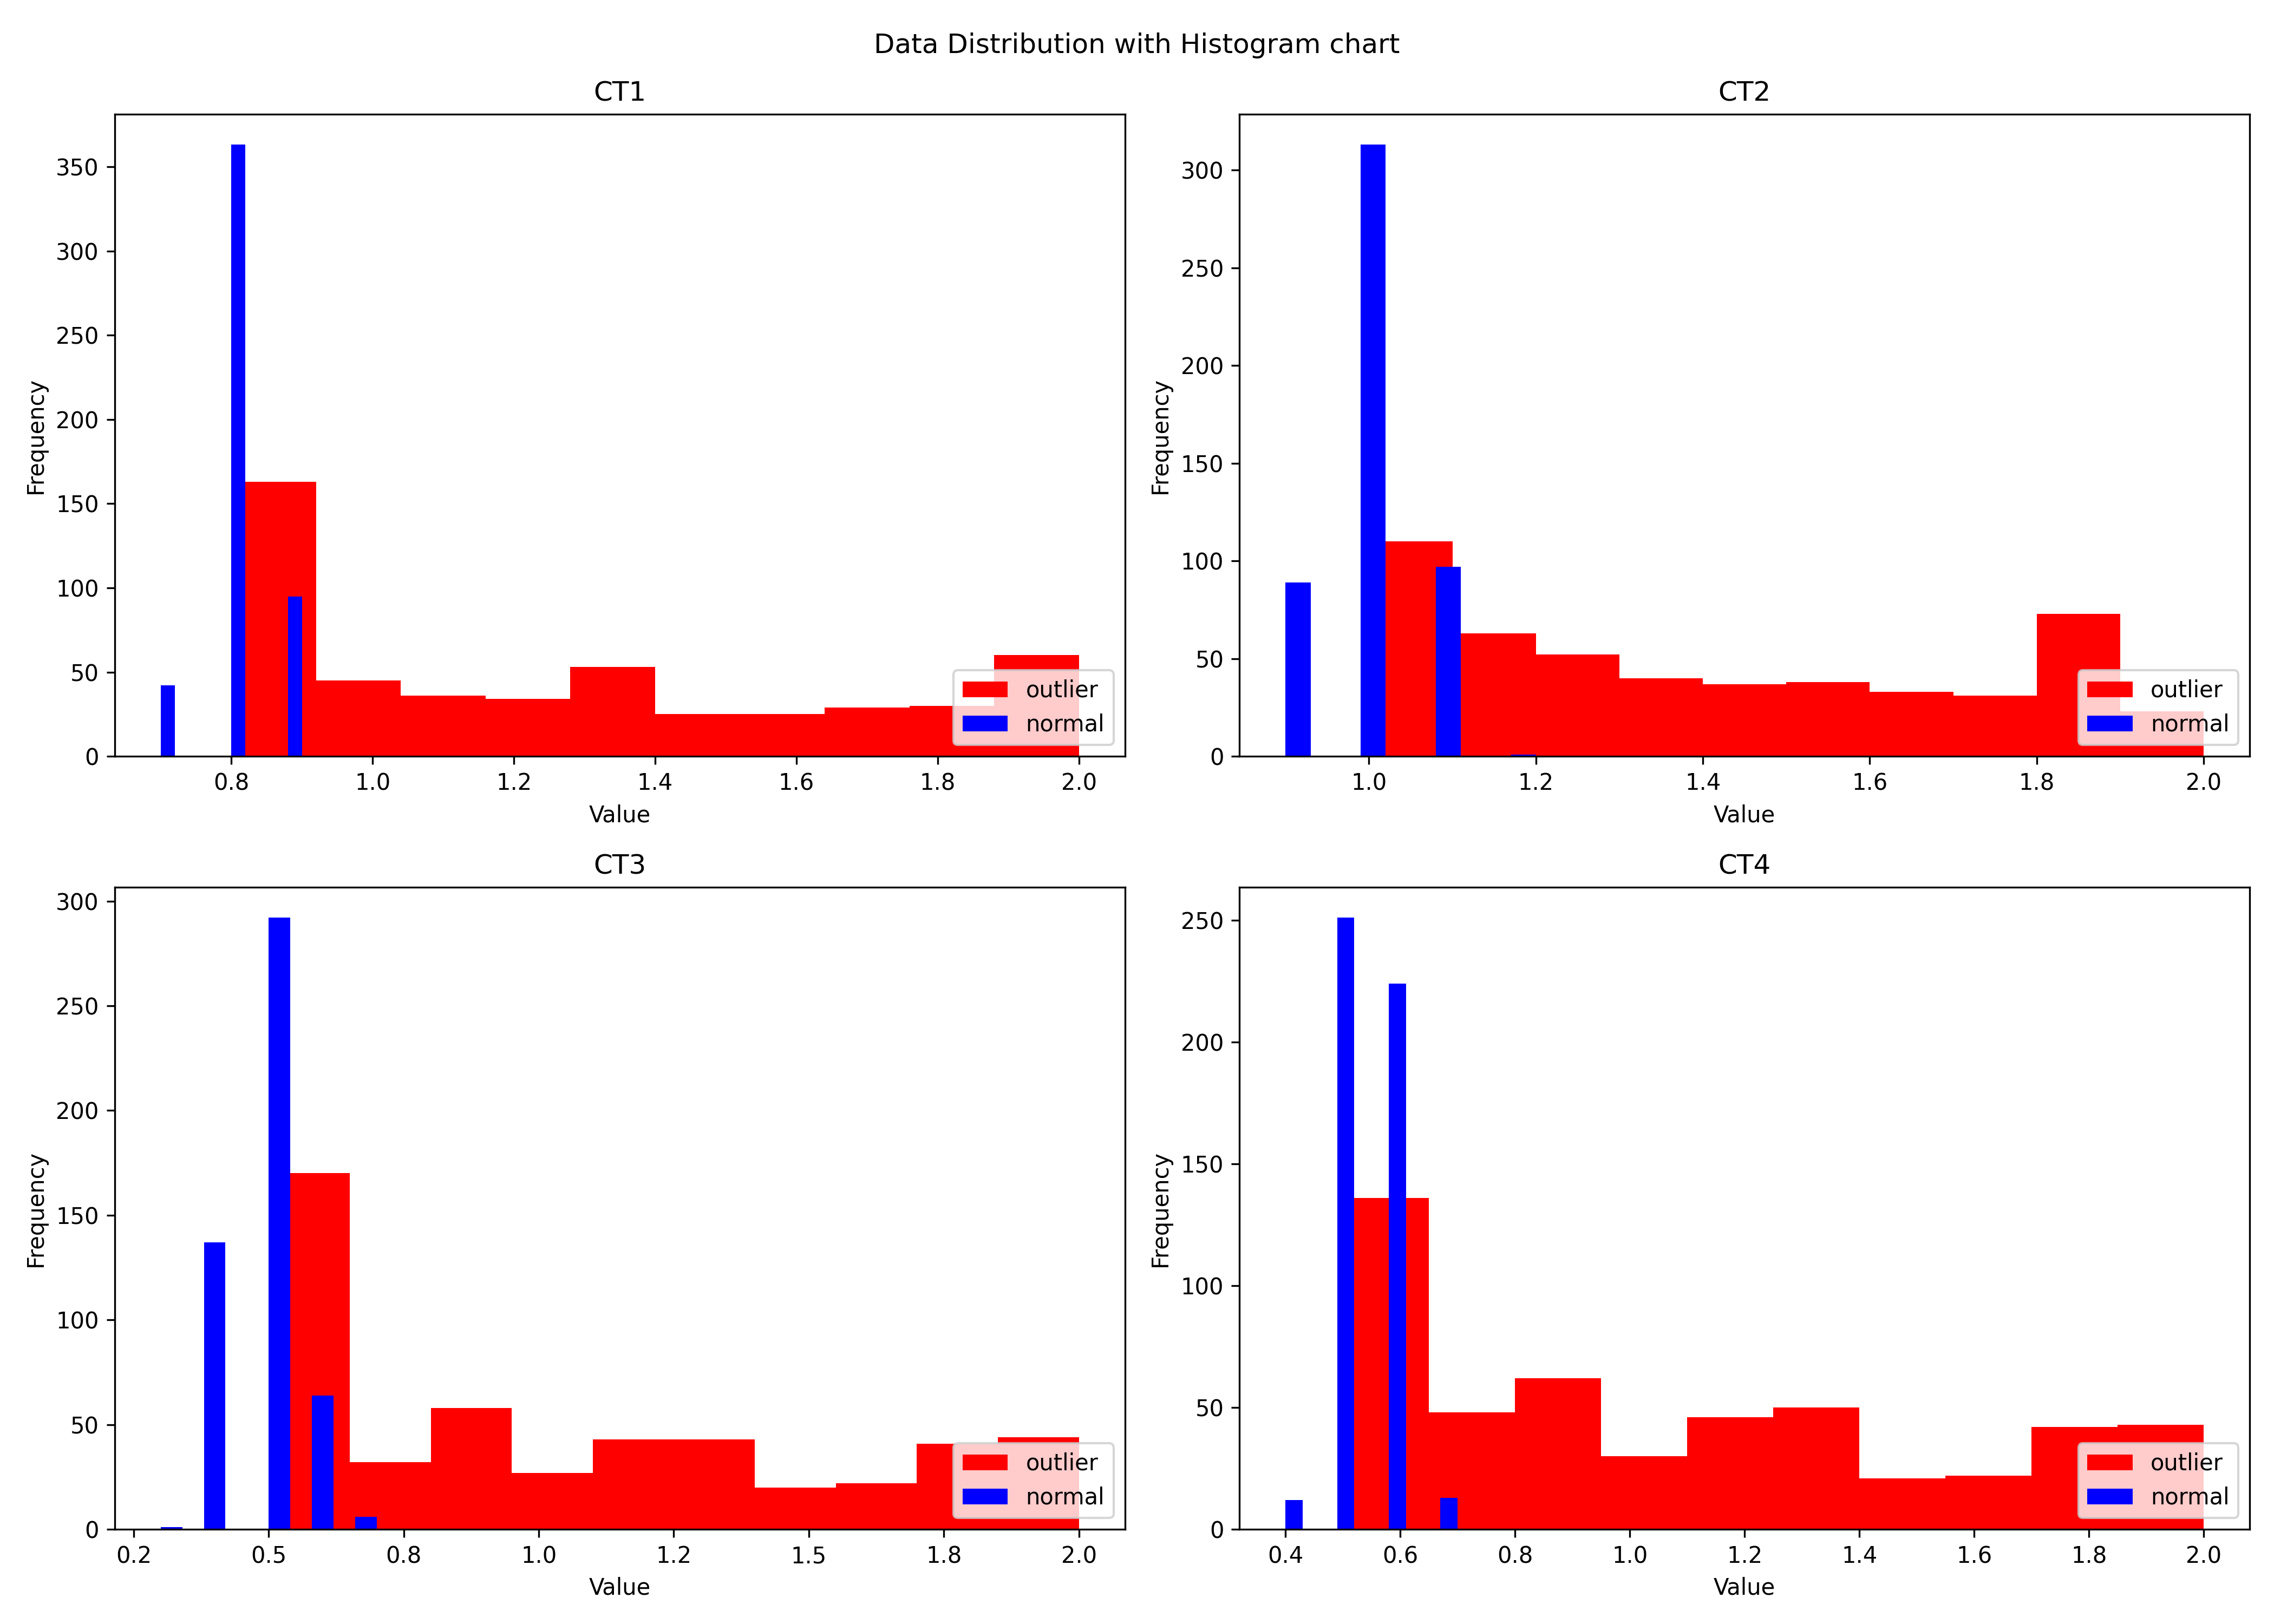 Data Distribution with Histogram chart
CT1
Frequency
350
300
250
200
150
100
50
0
0.8 1.0 1.2 1.4 1.6 1.8 2.0
Value
outlier
normal
CT2
Frequency
300
250
200
150
100
50
0
1.0 1.2 1.4 1.6 1.8 2.0
Value
outlier
normal
CT3
Frequency
300
250
200
150
100
50
0
0.2 0.5 0.8 1.0 1.2 1.5 1.8 2.0
Value
outlier
normal
CT4
Frequency
250
200
150
100
50
0
0.4 0.6 0.8 1.0 1.2 1.4 1.6 1.8 2.0
Value
outlier
normal